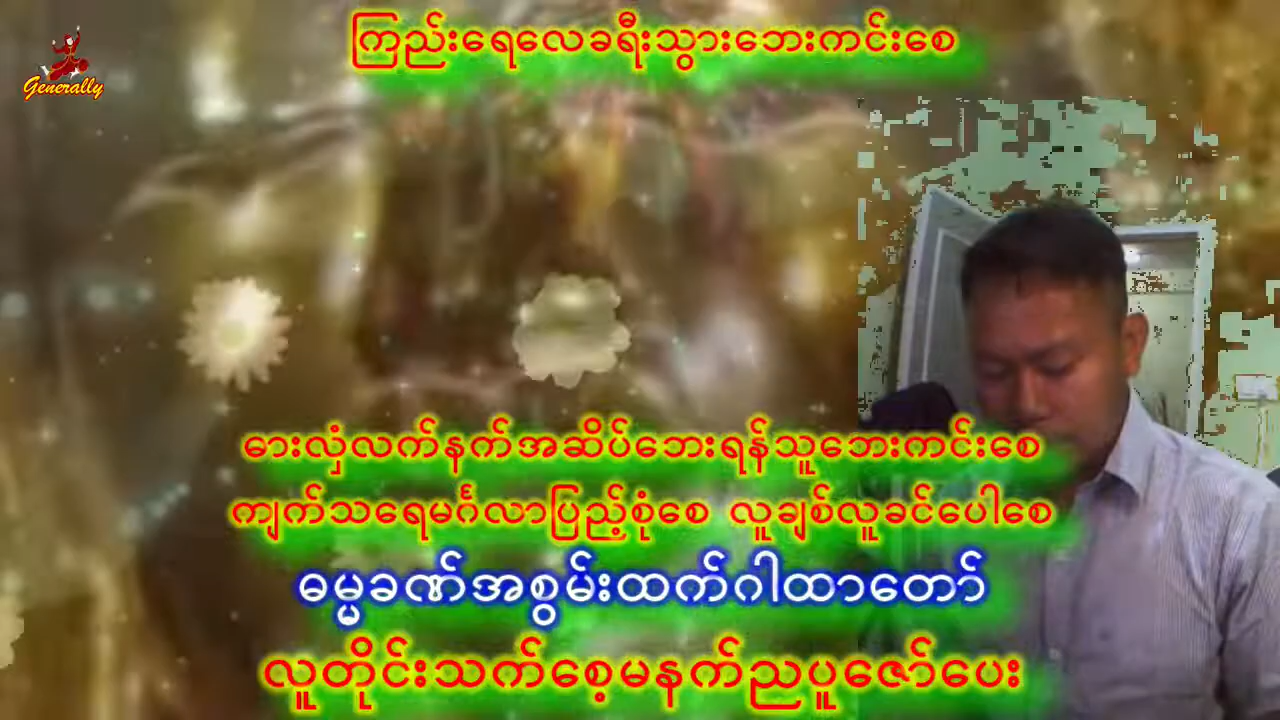 ကြည်းရေလေခရီးသွားဘေးကင်းစေ
Generally
ဓားလှံလက်နက်အဆိပ်ဘေးရန်သူဘေးကင်းစေ
ကျက်သရေမင်္ဂလာပြည့်စုံစေ လူချစ်လူခင်ပေါစေ
ဓမ္မခဏ်အစွမ်းထက်ဂါထာတော်
လူတိုင်းသက်စေ့မနက်ညပူဇော်ပေး